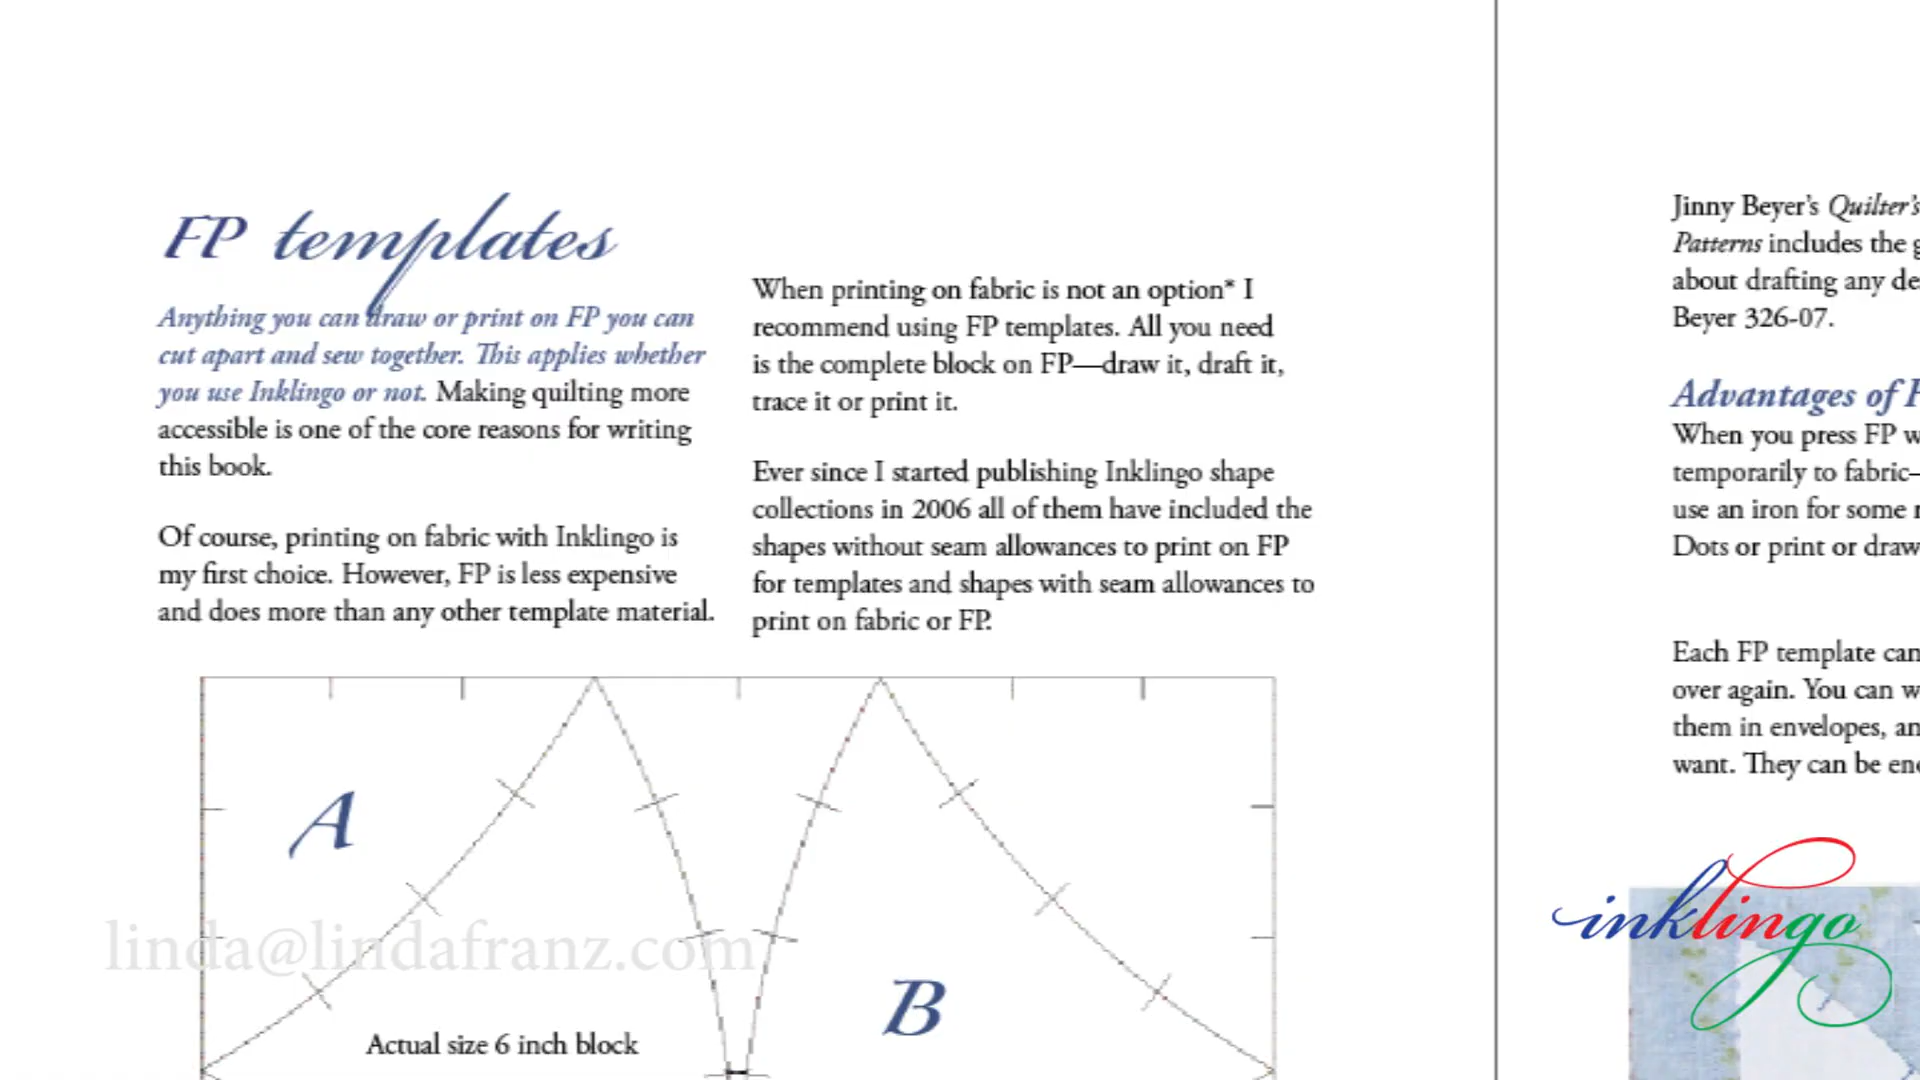 FP templates
Anything you can draw or print on FP you can
cut apart and sew together. This applies whether
you use Inklingo or not. Making quilting more
accessible is one of the core reasons for writing
this book.
Of course, printing on fabric with Inklingo is
my first choice. However, FP is less expensive
and does more than any other template material.
When printing on fabric is not an option* I
recommend using FP templates. All you need
is the complete block on FP—draw it, draft it,
trace it or print it.
Ever since I started publishing Inklingo shape
collections in 2006 all of them have included the
shapes without seam allowances to print on FP
for templates and shapes with seam allowances to
print on fabric or FP.
A
B
linda@lindafranz.com
Actual size 6 inch block
Jinny Beyer's Quilter's
Patterns includes the
about drafting any
Beyer 326-07.
Advantages of
When you press FP
temporarily to fabric–
use an iron for some
Dots or print or draw
Each FP template can
over again. You can
them in envelopes,
want. They can be
inklingo